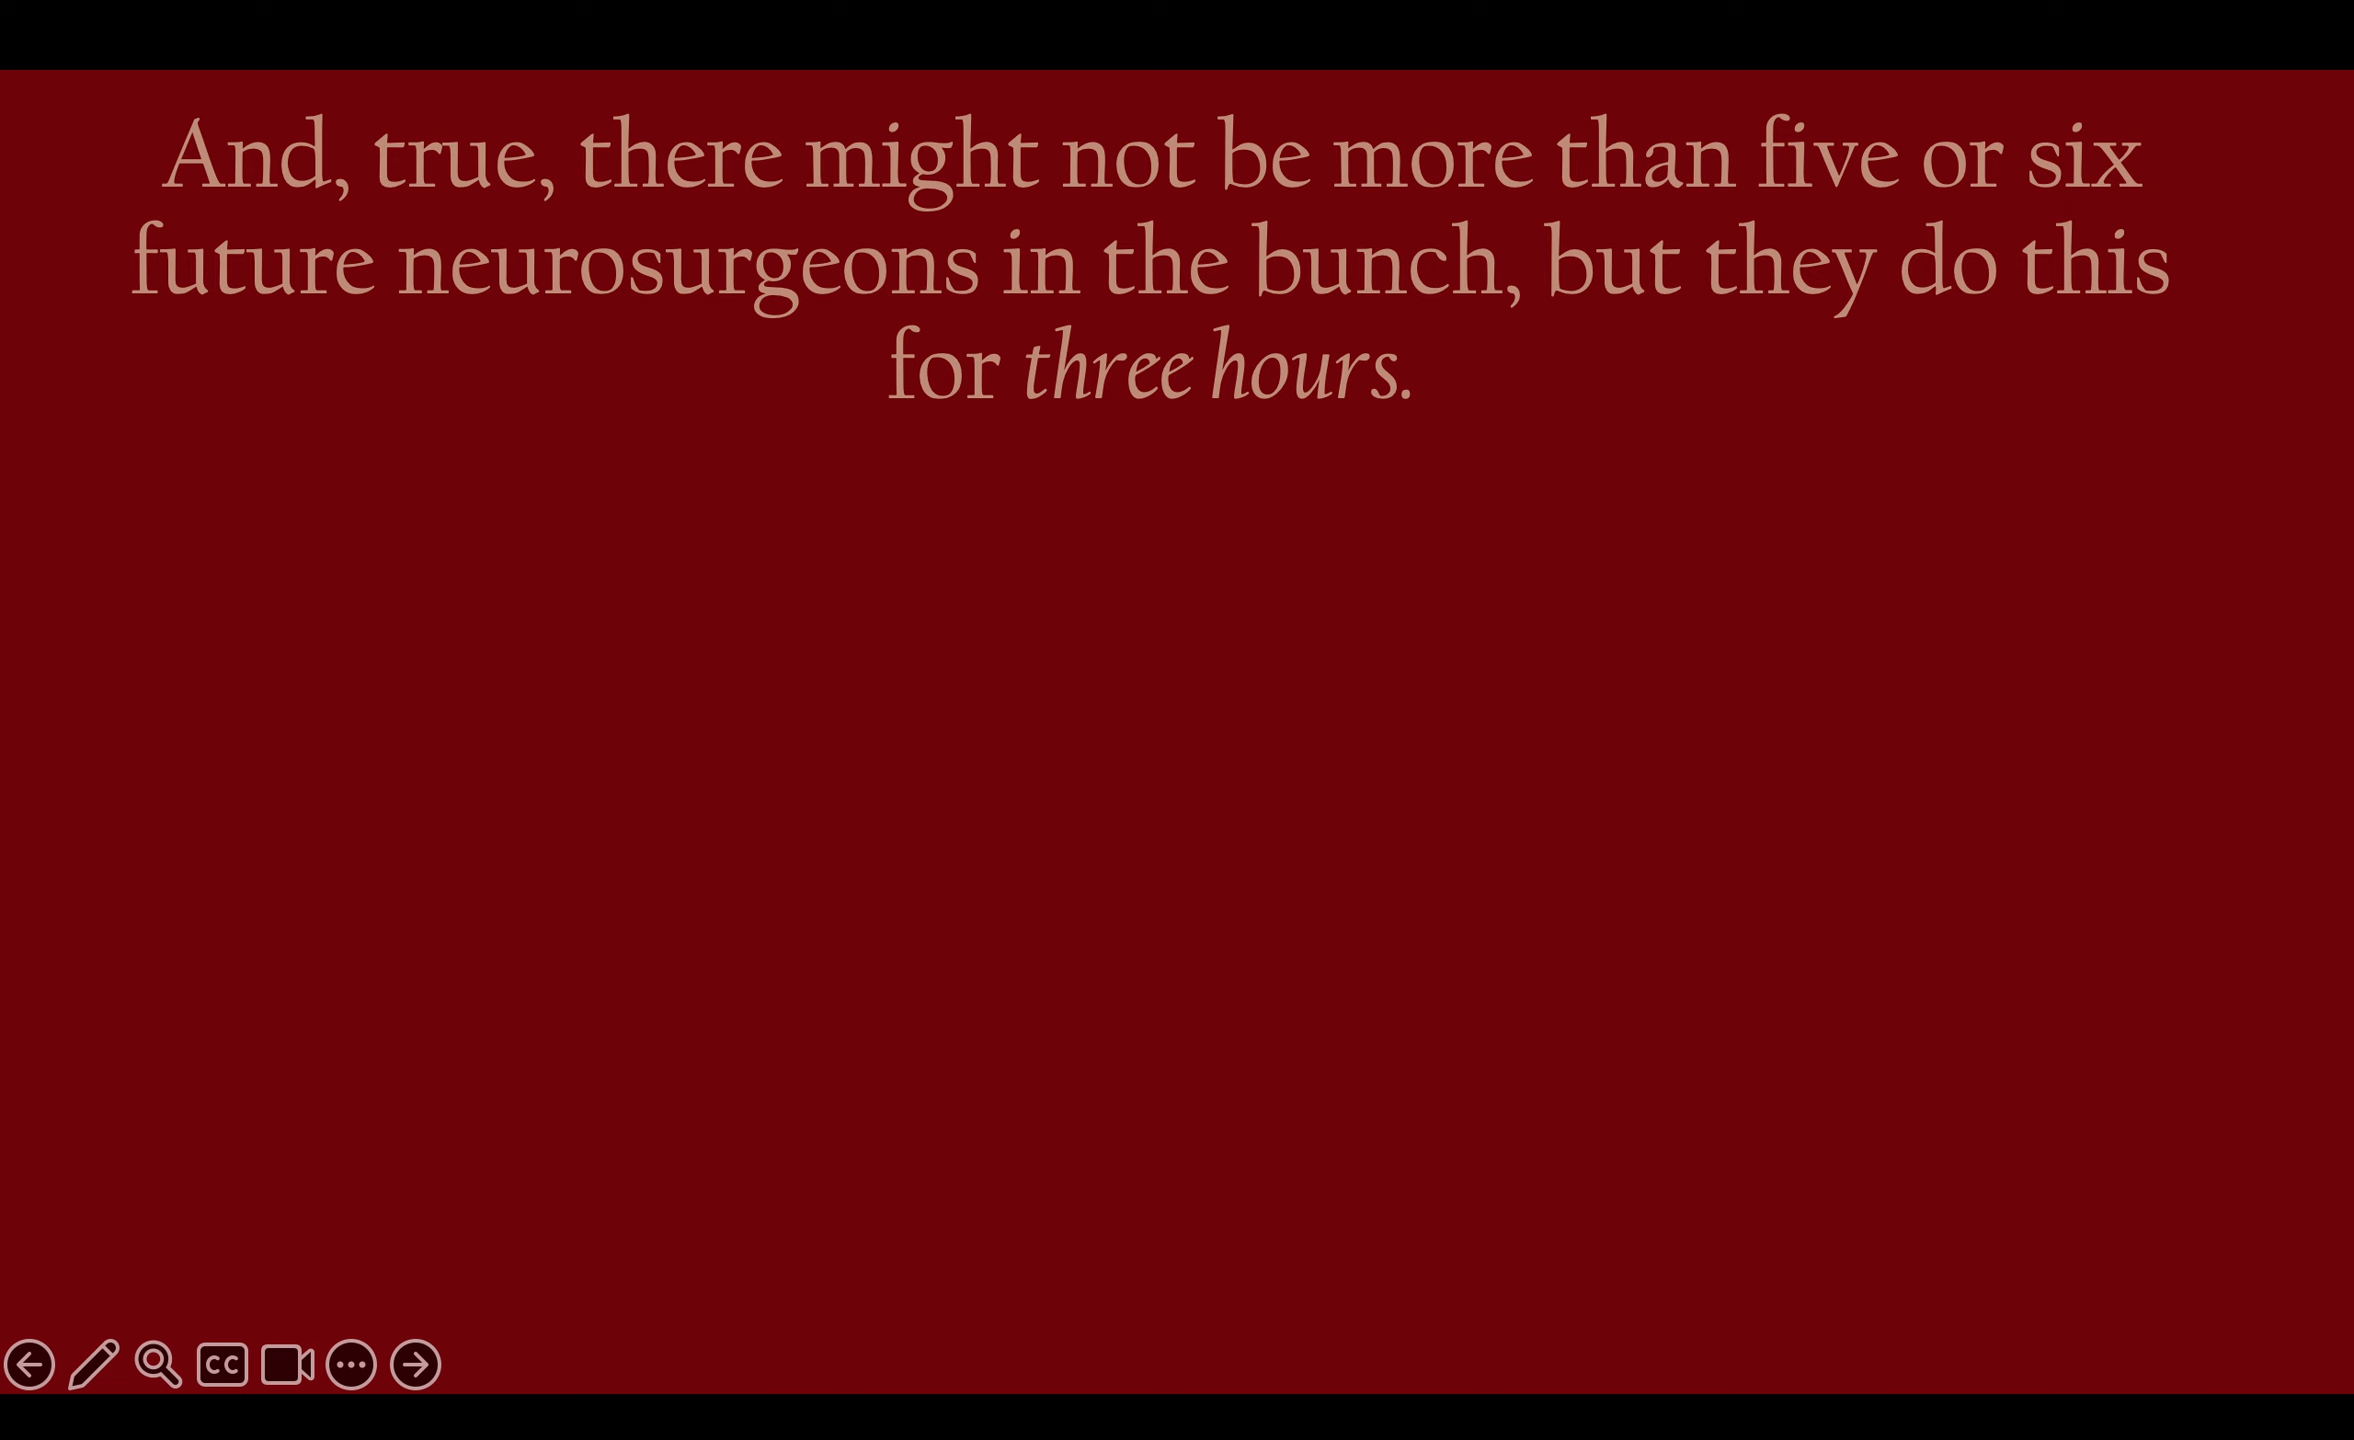 And, true, there might not be more than five or six
future neurosurgeons in the bunch, but they do this
for three hours.
CC